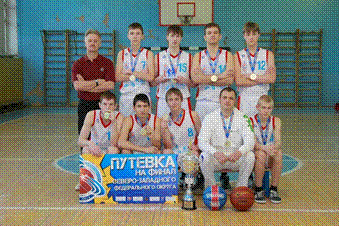 ПУТЕВКА
НА ФИНАЛ
СЕВЕРО-ЗАПАДНОГО
ФЕДЕРАЛЬНОГО ОКРУГА